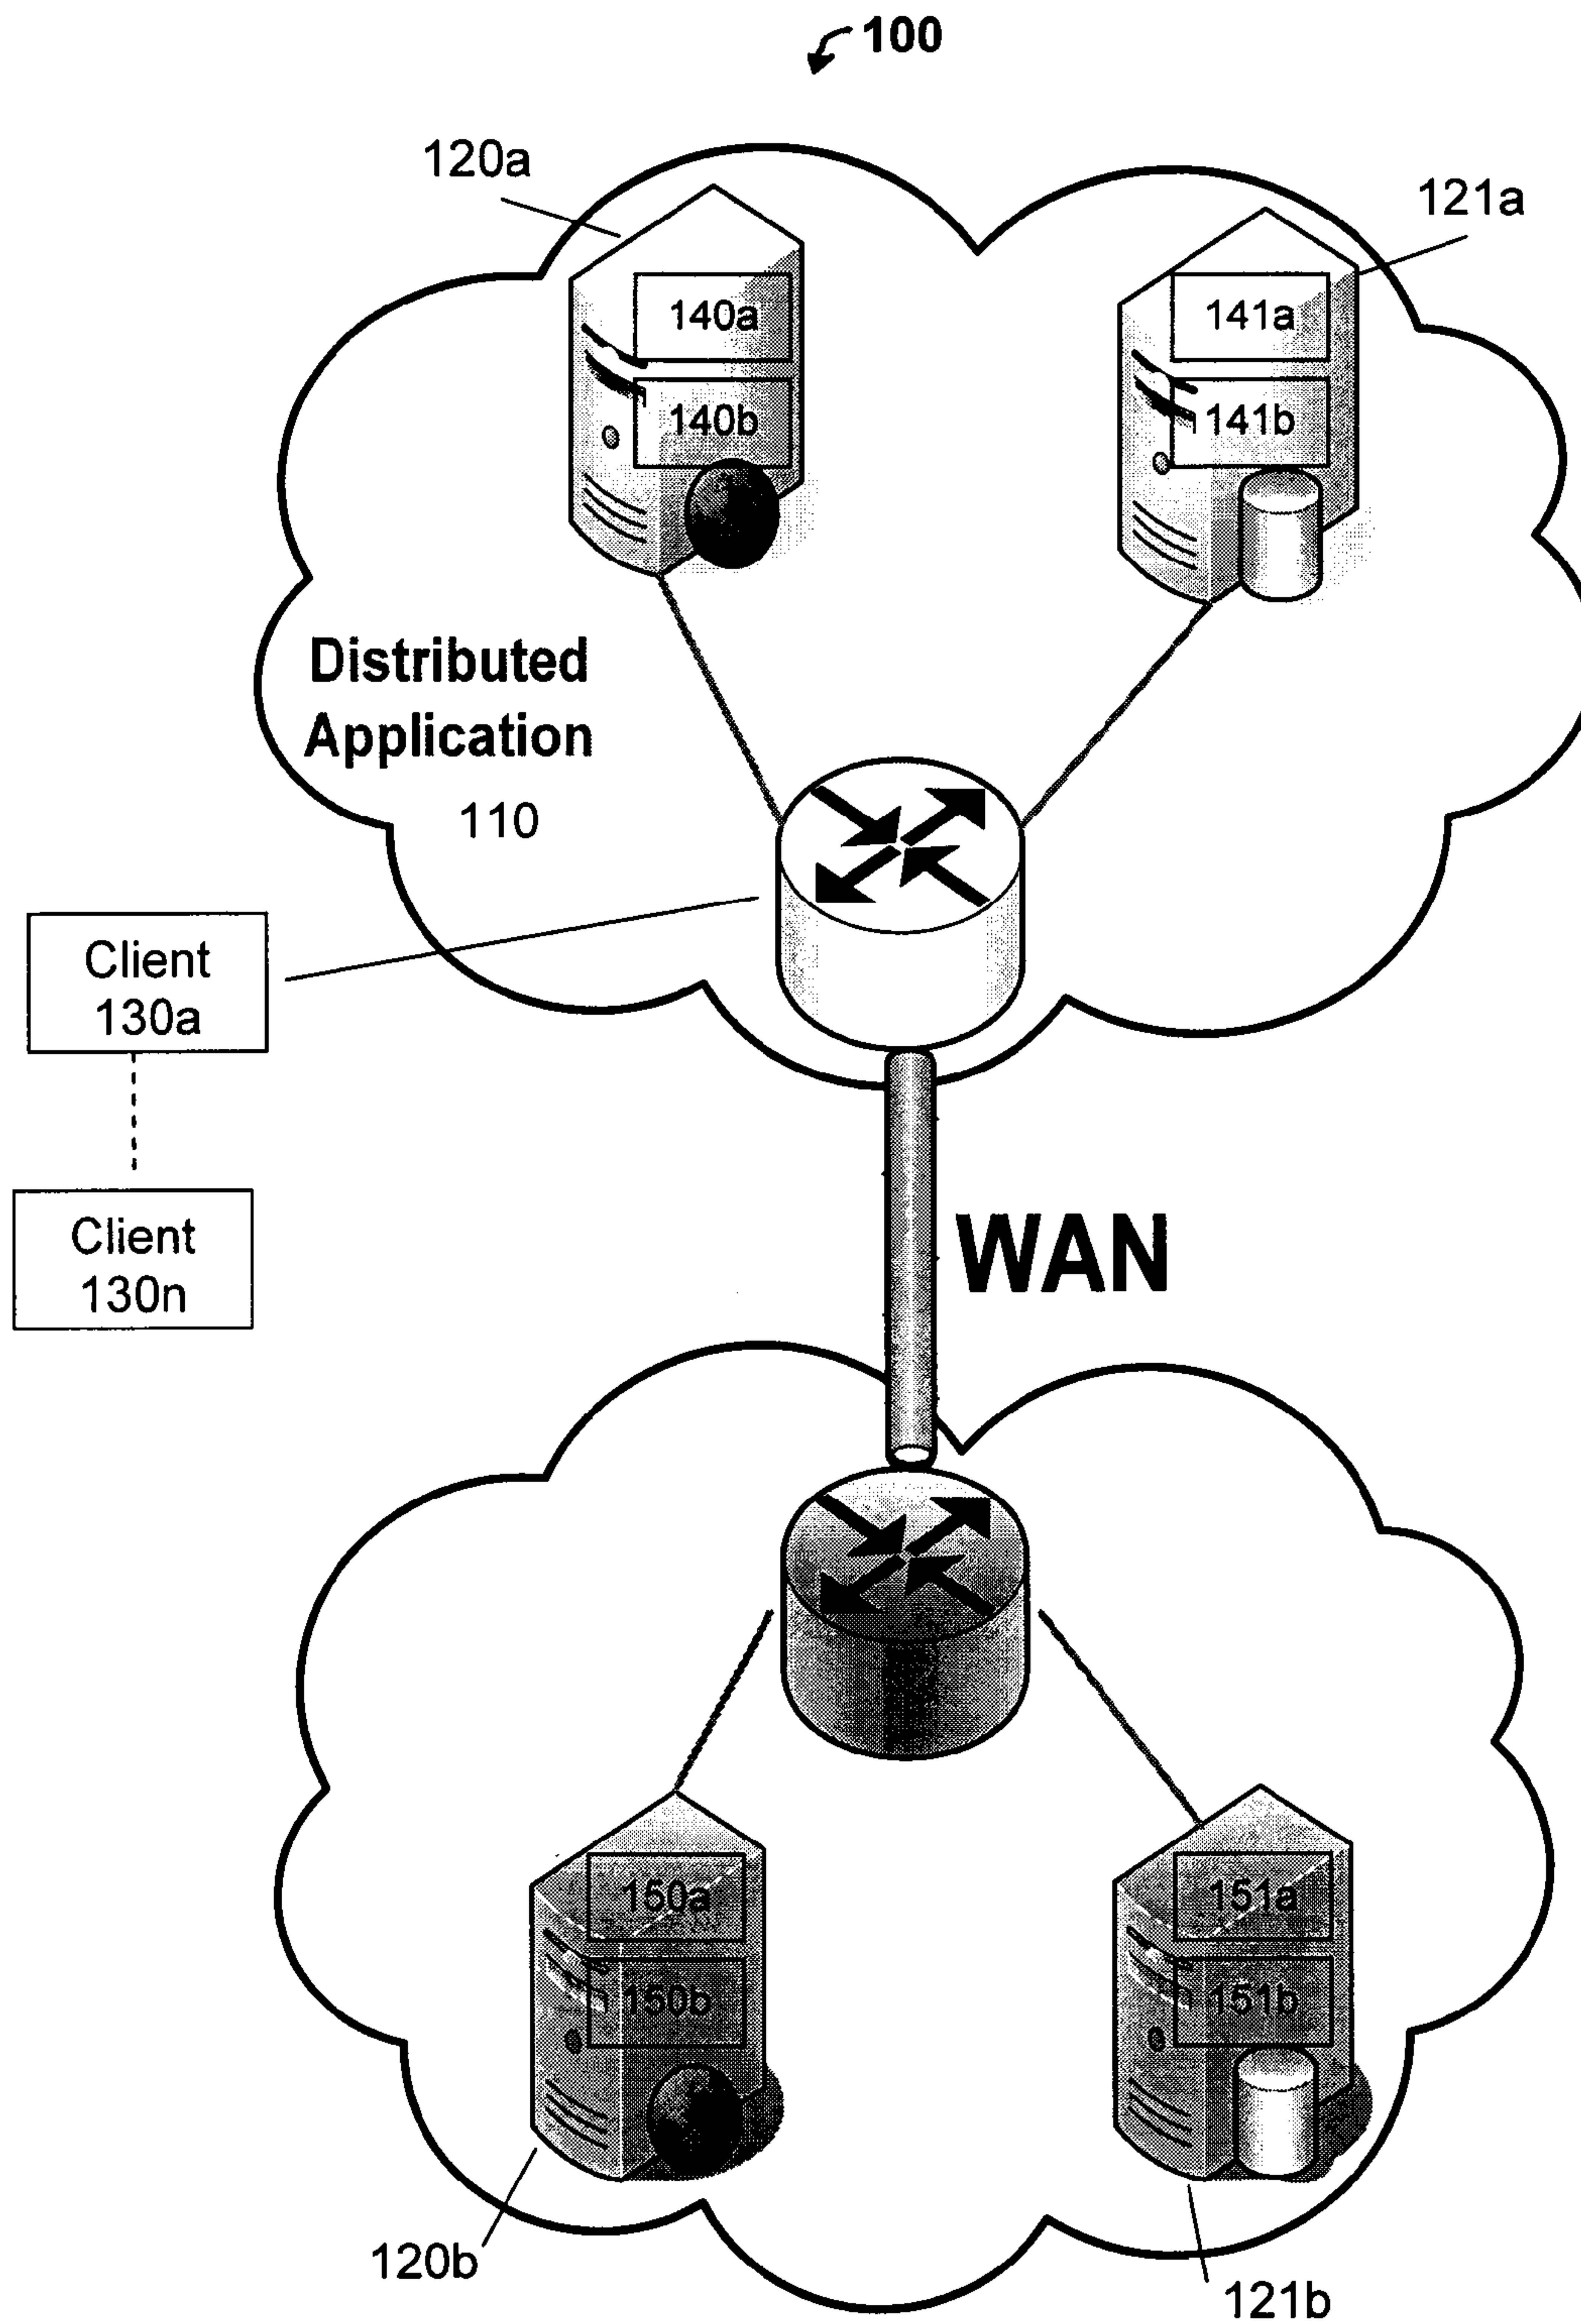 100
120a
121a
140a
141a
140b
141b
Distributed
Application
110
Client
130a
Client
130n
WAN
150a
151a
150b
151b
120b
121b